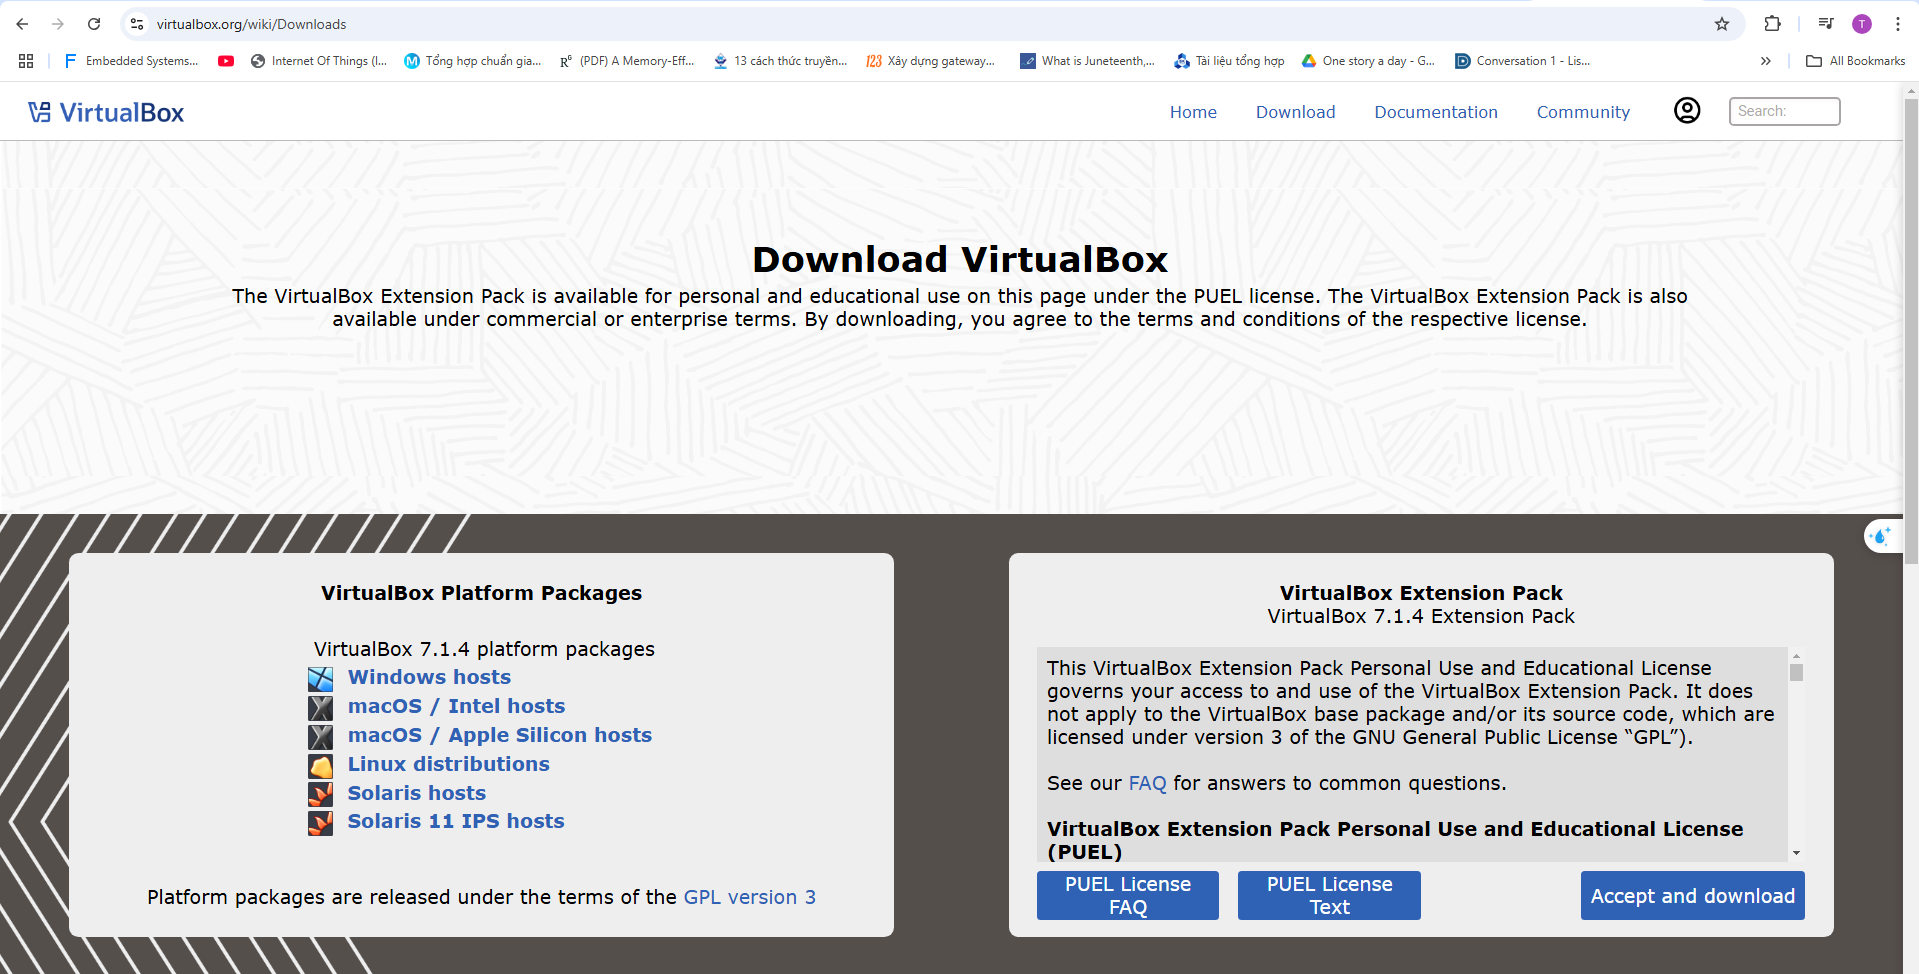 virtualbox.org/wiki/Downloads
T
Embedded Systems...
Internet Of Things (I...
Tổng hợp chuẩn gia...
(PDF) A Memory-Eff...
13 cách thức truyền...
123 Xây dựng gateway...
What is Juneteenth,...
Tài liệu tổng hợp
One story a day - G...
Conversation 1 - Lis...
»
All Bookmarks
VirtualBox
Home
Download
Documentation
Community
Search:
Download VirtualBox
The VirtualBox Extension Pack is available for personal and educational use on this page under the PUEL license. The VirtualBox Extension Pack is also
available under commercial or enterprise terms. By downloading, you agree to the terms and conditions of the respective license.
VirtualBox Platform Packages
VirtualBox 7.1.4 platform packages
Windows hosts
macOS / Intel hosts
macOS / Apple Silicon hosts
Linux distributions
Solaris hosts
Solaris 11 IPS hosts
Platform packages are released under the terms of the GPL version 3
VirtualBox Extension Pack
VirtualBox 7.1.4 Extension Pack
This VirtualBox Extension Pack Personal Use and Educational License
governs your access to and use of the VirtualBox Extension Pack. It does
not apply to the VirtualBox base package and/or its source code, which are
licensed under version 3 of the GNU General Public License “GPL”).
See our FAQ for answers to common questions.
VirtualBox Extension Pack Personal Use and Educational License
(PUEL)
PUEL License
FAQ
PUEL License
Text
Accept and download